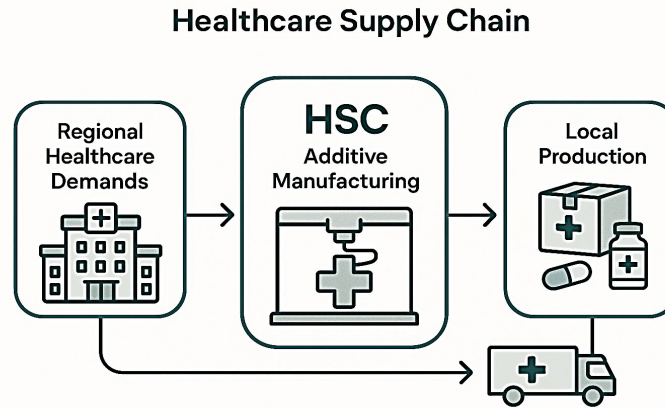 Healthcare Supply Chain
Regional
Healthcare
Demands
HSC
Additive
Manufacturing
Local
Production